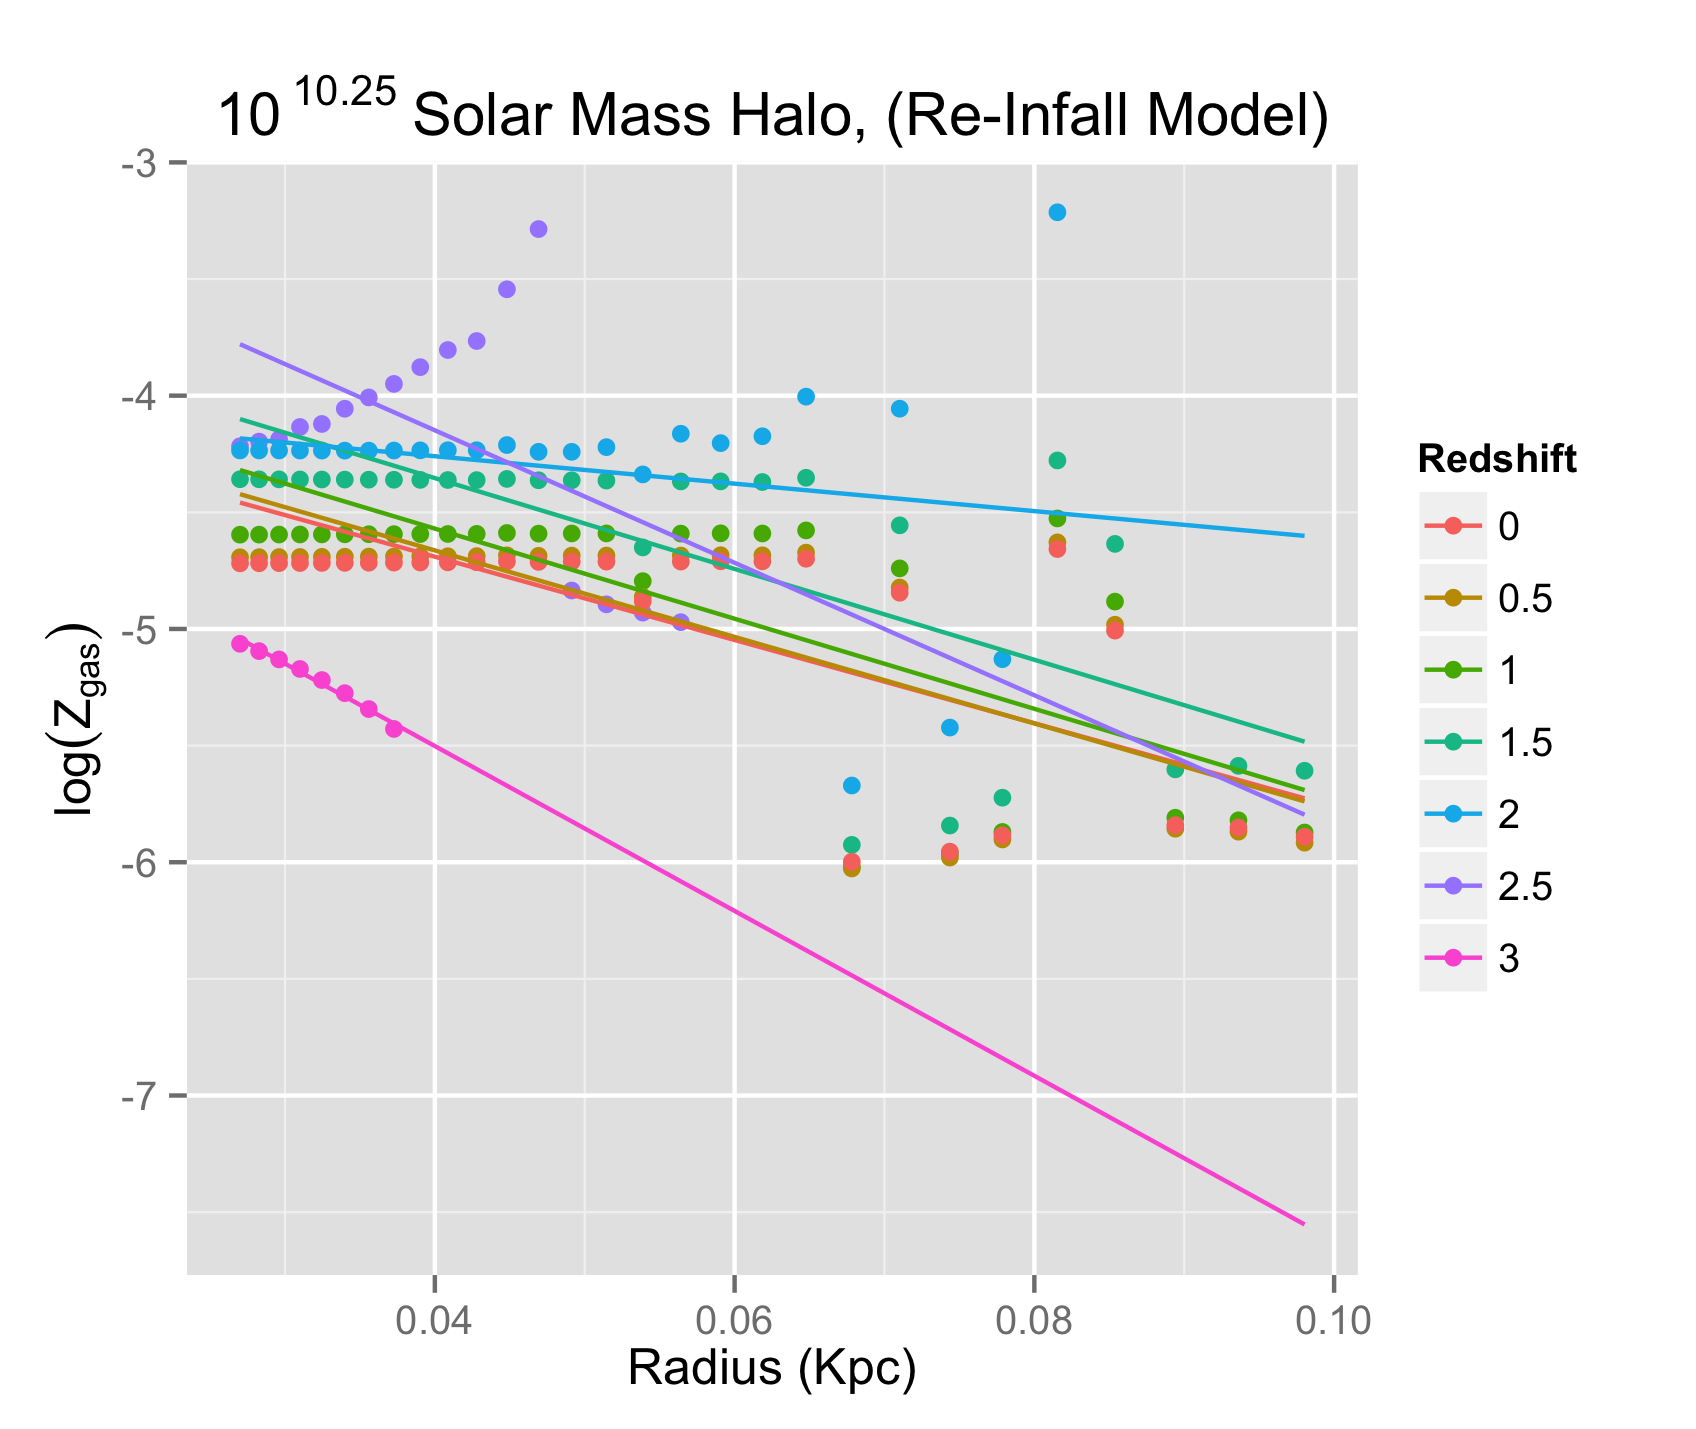 10 10.25 Solar Mass Halo, (Re-Infall Model)
-3
-4
-5
-6
-7
log(Zgas)
0.04 0.06 0.08 0.10
Radius (Kpc)
Redshift
0
0.5
1
1.5
2
2.5
3